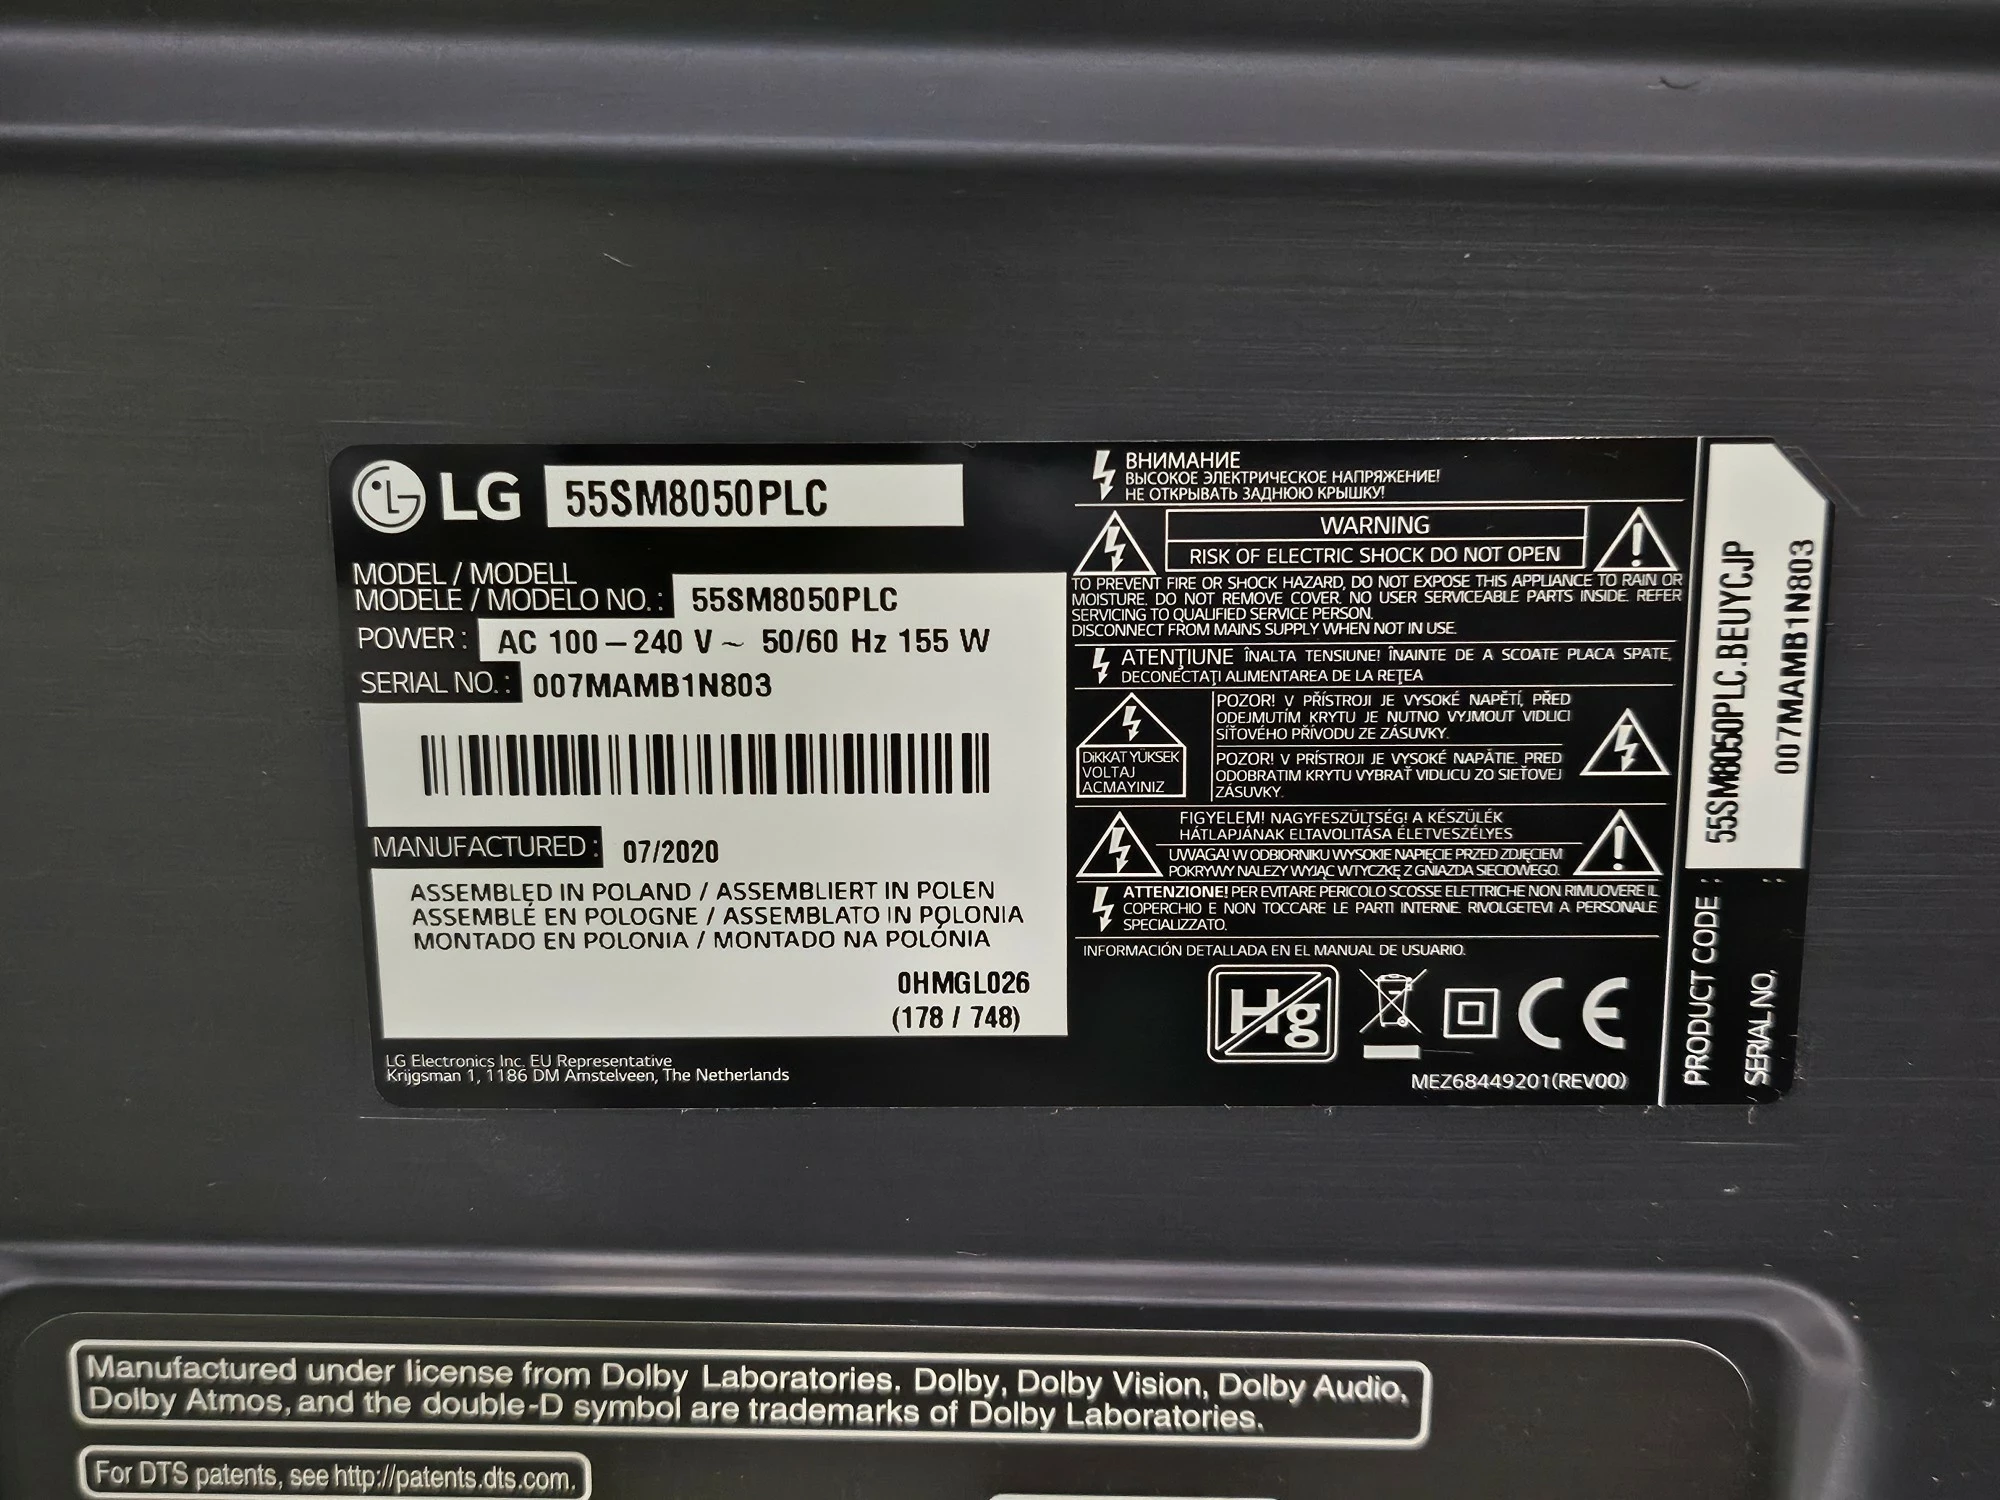 LG 55SM8050PLC
MODEL / MODELL
MODÈLE / MODELO NO. : 55SM8050PLC
POWER : AC 100 – 240 V ~ 50/60 Hz 155 W
SERIAL NO. : 007MAMB1N803
MANUFACTURED : 07/2020
ASSEMBLED IN POLAND / ASSEMBLIERT IN POLEN
ASSEMBLÉ EN POLOGNE / ASSEMBLATO IN POLONIA
MONTADO EN POLONIA / MONTADO NA POLÓNIA
0HMGL026
(178 / 748)
LG Electronics Inc. EU Representative
Krijgsman 1, 1186 DM Amstelveen, The Netherlands
ВНИМАНИЕ
ВЫСОКОЕ ЭЛЕКТРИЧЕСКОЕ НАПРЯЖЕНИЕ!
НЕ ОТКРЫВАТЬ ЗАДНЮЮ КРЫШКУ!
WARNING
RISK OF ELECTRIC SHOCK DO NOT OPEN
TO PREVENT FIRE OR SHOCK HAZARD, DO NOT EXPOSE THIS APPLIANCE TO RAIN OR
MOISTURE. DO NOT REMOVE COVER. NO USER SERVICEABLE PARTS INSIDE. REFER
SERVICING TO QUALIFIED SERVICE PERSON.
DISCONNECT FROM MAINS SUPPLY WHEN NOT IN USE.
ATENȚIUNE ÎNALTA TENSIUNE! ÎNAINTE DE A SCOATE PLACA SPATE,
DECONECTAȚI ALIMENTAREA DE LA REȚEA
DİKKAT YÜKSEK
VOLTAJ
ACMAYINIZ
POZOR! V PŘÍSTROJI JE VYSOKÉ NAPĚTÍ, PŘED
ODEJMUTÍM KRYTU JE NUTNO VYJMOUT VIDLICI
SÍŤOVÉHO PŘÍVODU ZE ZÁSUVKY.
POZOR! V PRÍSTROJI JE VYSOKÉ NAPÄTIE. PRED
ODOBRATIM KRYTU VYBRAŤ VIDLICU ZO SIEŤOVEJ
ZÁSUVKY.
FIGYELEM! NAGYFESZÜLTSÉG! A KÉSZÜLÉK
HÁTLAPJÁNAK ELTAVOLITÁSA ÉLETVESZÉLYES
UWAGA! W ODBIORNIKU WYSOKIE NAPIĘCIE PRZED ZDJĘCIEM
POKRYWY NALEZY WYJĄC WTYCZKĘ Z GNIAZDA SIECIOWEGO.
ATTENZIONE! PER EVITARE PERICOLO SCOSSE ELETTRICHE NON RIMUOVERE IL
COPERCHIO E NON TOCCARE LE PARTI INTERNE. RIVOLGETEVI A PERSONALE
SPECIALIZZATO.
INFORMACIÓN DETALLADA EN EL MANUAL DE USUARIO.
Hg CE
MEZ68449201(REV00)
PRODUCT CODE : 55SM8050PLC.BEUYCJP
SERIAL NO, : 007MAMB1N803
Manufactured under license from Dolby Laboratories. Dolby, Dolby Vision, Dolby Audio,
Dolby Atmos, and the double-D symbol are trademarks of Dolby Laboratories.
For DTS patents, see http://patents.dts.com.